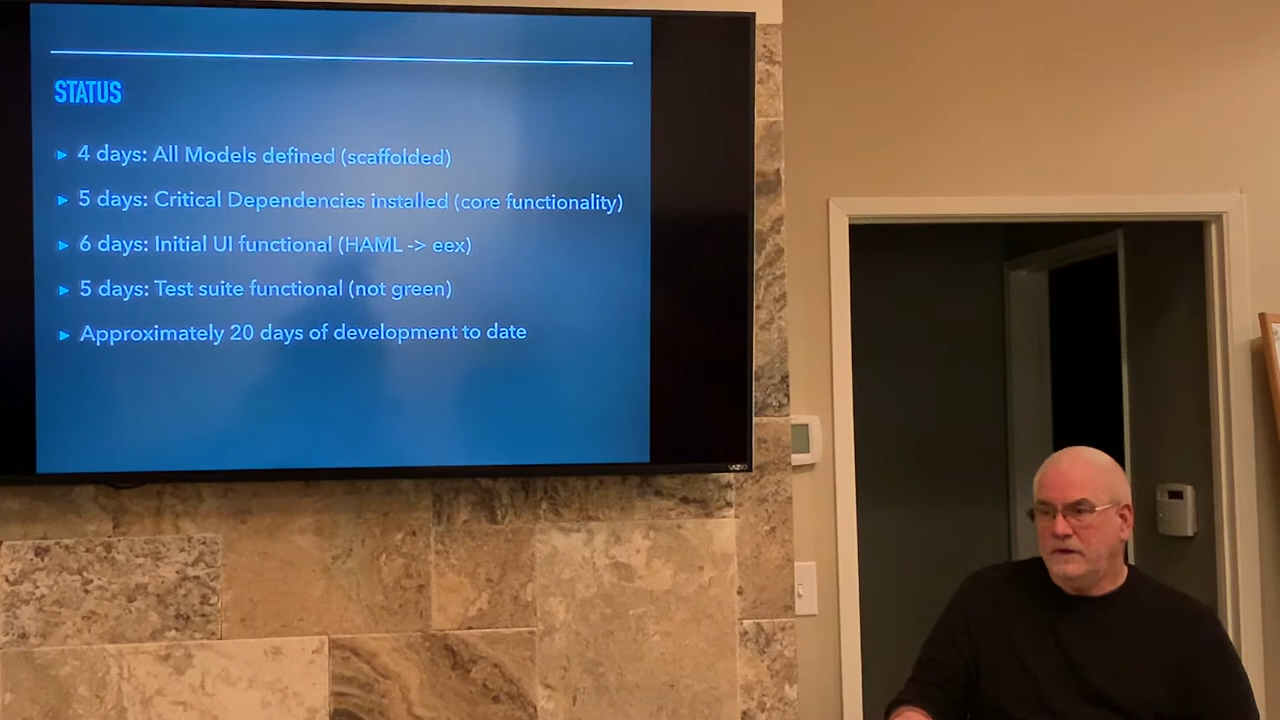 STATUS
▸ 4 days: All Models defined (scaffolded)
▸ 5 days: Critical Dependencies installed (core functionality)
▸ 6 days: Initial UI functional (HAML -> eex)
▸ 5 days: Test suite functional (not green)
▸ Approximately 20 days of development to date
VIZIO